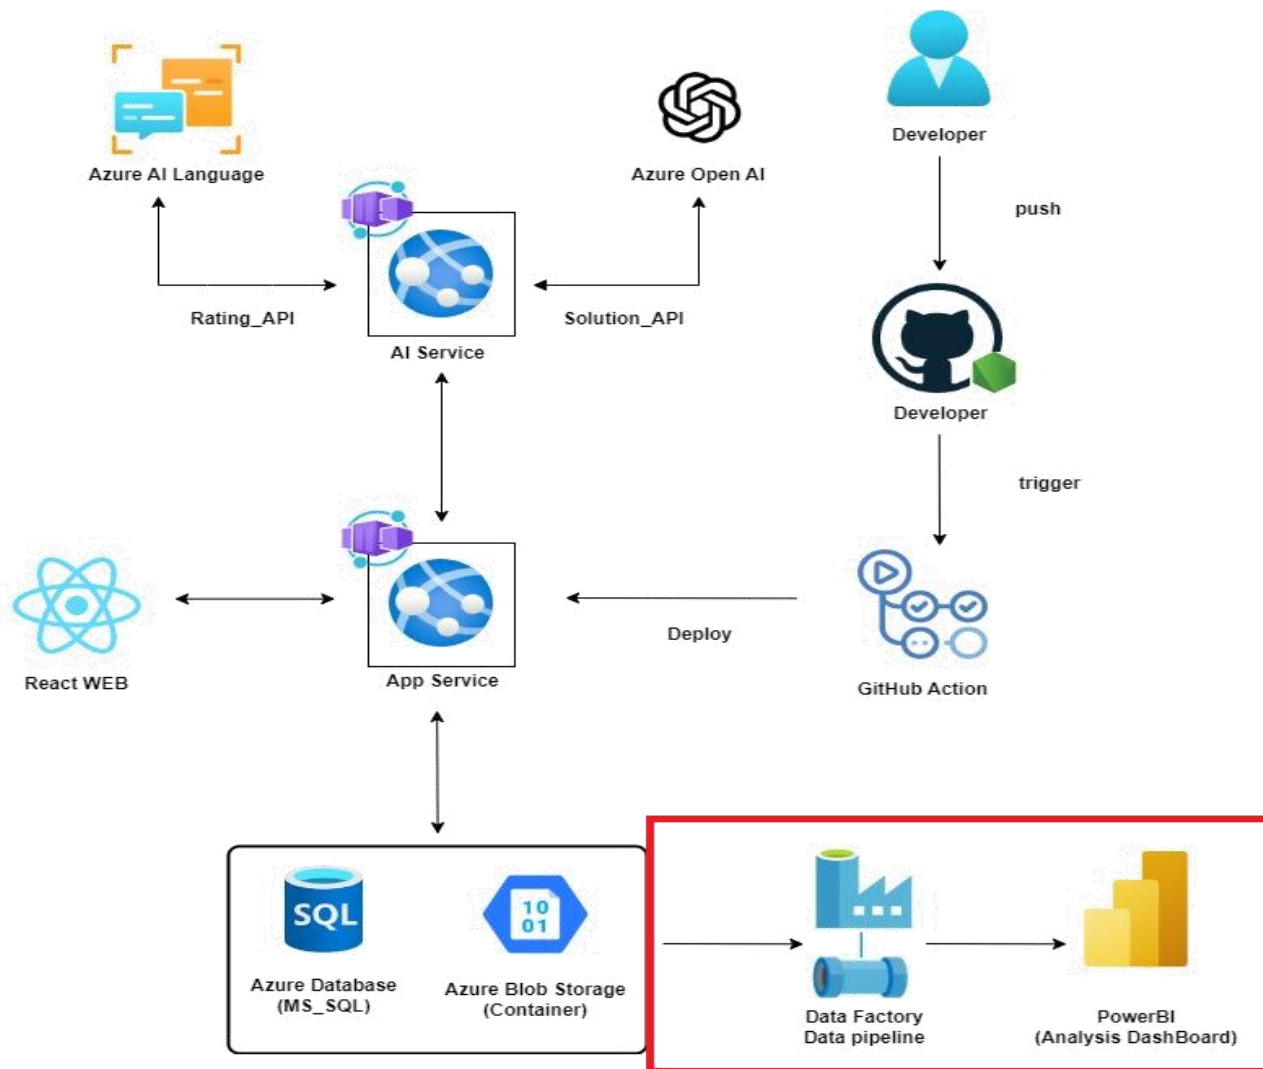 Developer
Azure AI Language
Azure Open AI
push
Rating_API
Solution_API
AI Service
Developer
trigger
React WEB
App Service
Deploy
GitHub Action
SQL
10
01
Azure Database
(MS_SQL)
Azure Blob Storage
(Container)
Data Factory
Data pipeline
PowerBI
(Analysis DashBoard)